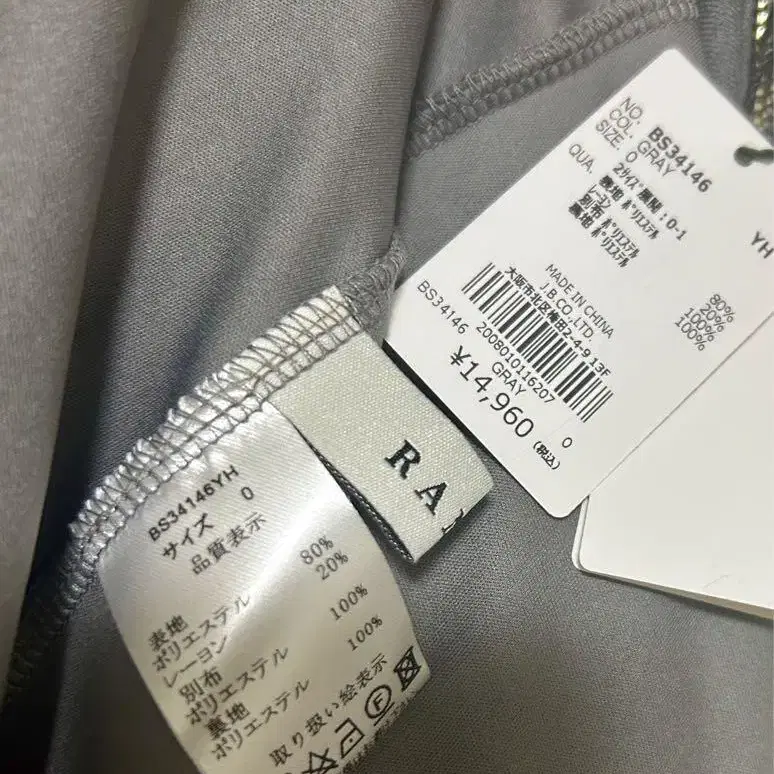 NO. BS34146
COL. GRAY
SIZE. 0
2ｻｲｽﾞ展開：0-1
QUA. 表地 ﾎﾟﾘｴｽﾃﾙ 80%
レーヨン 20%
別布 ﾎﾟﾘｴｽﾃﾙ 100%
裏地 ﾎﾟﾘｴｽﾃﾙ 100%
YH
MADE IN CHINA
J.B.CO.,LTD
大阪市北区梅田1-4-9 13F
BS34146 2008010116207 0
GRAY
¥14,960 (税込)
RA
BS34146YH
サイズ 0
品質表示
表地
ポリエステル 80%
レーヨン 20%
別布
ポリエステル 100%
裏地
ポリエステル 100%
取り扱い絵表示